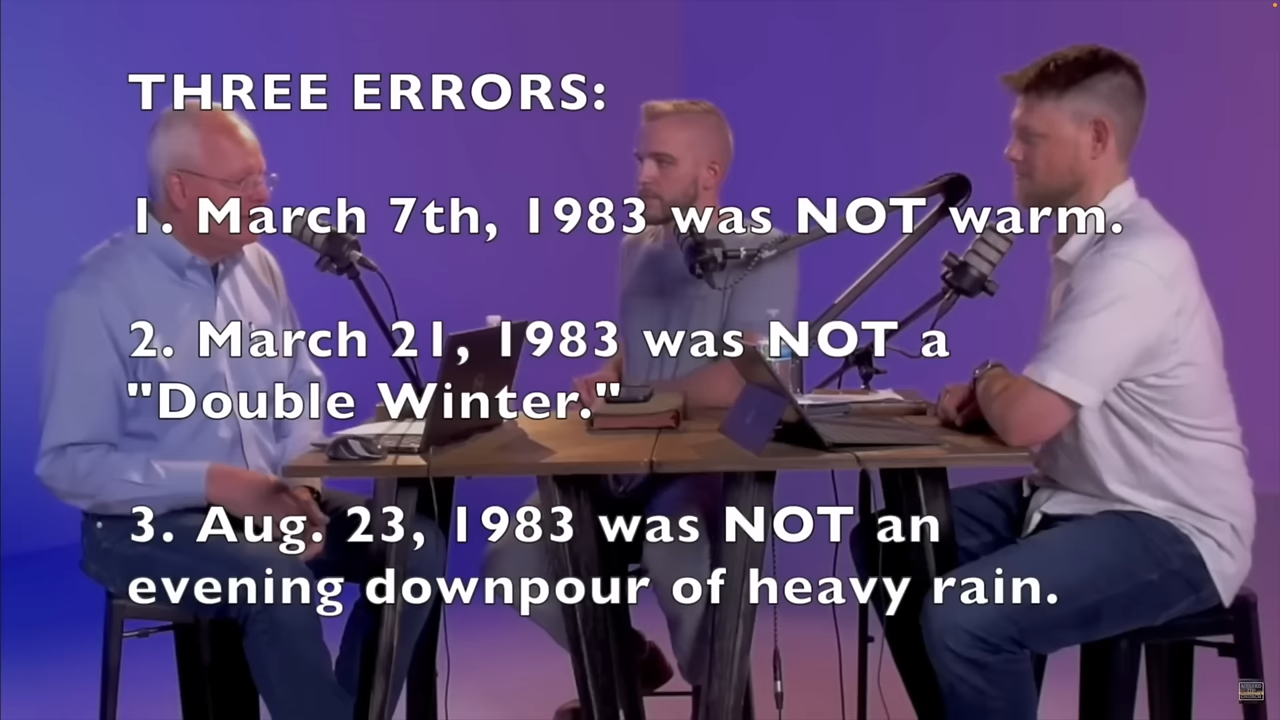 THREE ERRORS:
1. March 7th, 1983 was NOT warm.
2. March 21, 1983 was NOT a
"Double Winter."
3. Aug. 23, 1983 was NOT an
evening downpour of heavy rain.